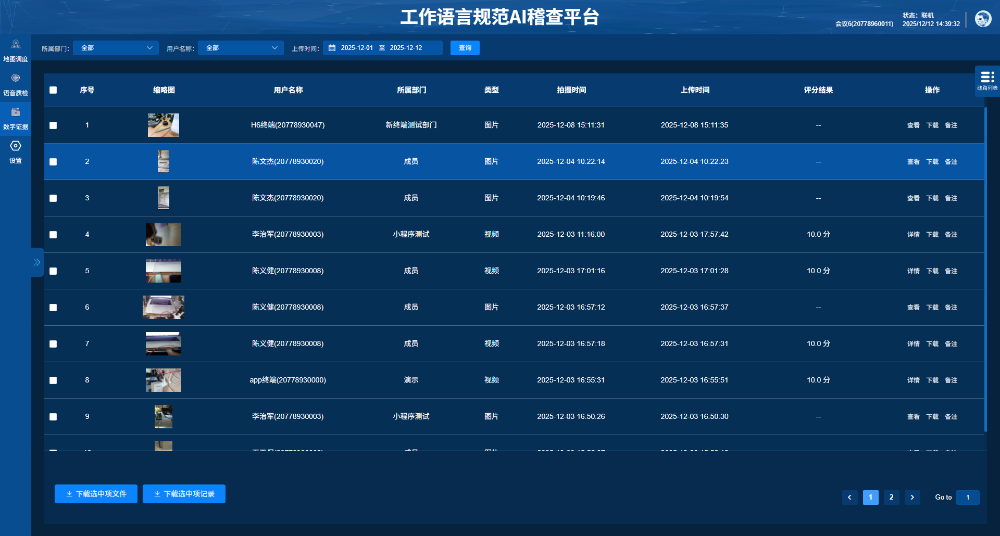 工作语言规范AI稽查平台
会议6(20778960011)
状态：联机
2025/12/12 14:39:32
地图调度
语音质检
数字证据
设置
所属部门： 全部 用户名称： 全部 上传时间： 2025-12-01 至 2025-12-12 查询
线路列表
序号 缩略图 用户名称 所属部门 类型 拍摄时间 上传时间 评分结果 操作
1 H6终端(20778930047) 新终端测试部门 图片 2025-12-08 15:11:31 2025-12-08 15:11:35 -- 查看 下载 备注
2 陈文杰(20778930020) 成员 图片 2025-12-04 10:22:14 2025-12-04 10:22:23 -- 查看 下载 备注
3 陈文杰(20778930020) 成员 图片 2025-12-04 10:19:46 2025-12-04 10:19:54 -- 查看 下载 备注
4 李治军(20778930003) 小程序测试 视频 2025-12-03 11:16:00 2025-12-03 17:57:42 10.0 分 详情 下载 备注
5 陈义健(20778930008) 成员 视频 2025-12-03 17:01:16 2025-12-03 17:01:28 10.0 分 详情 下载 备注
6 陈义健(20778930008) 成员 图片 2025-12-03 16:57:12 2025-12-03 16:57:37 -- 查看 下载 备注
7 陈义健(20778930008) 成员 视频 2025-12-03 16:57:18 2025-12-03 16:57:31 10.0 分 详情 下载 备注
8 app终端(20778930000) 演示 视频 2025-12-03 16:55:31 2025-12-03 16:55:51 10.0 分 详情 下载 备注
9 李治军(20778930003) 小程序测试 图片 2025-12-03 16:50:26 2025-12-03 16:50:30 -- 查看 下载 备注
下载选中项文件 下载选中项记录
1 2 Go to 1